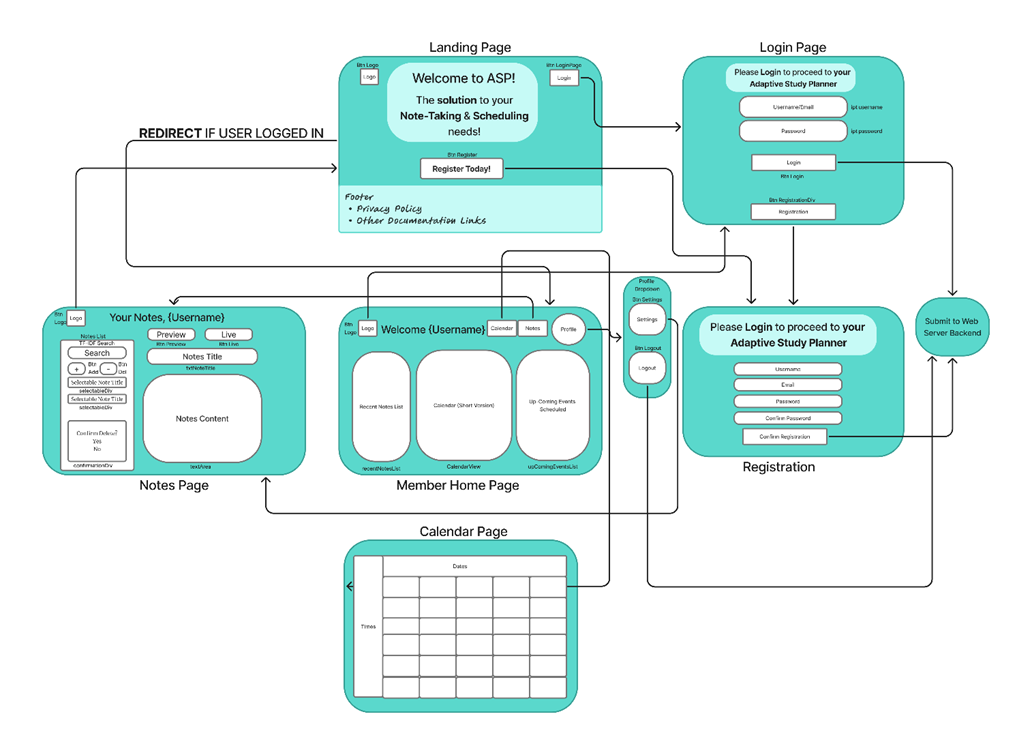 Landing Page
Btn Logo
Logo
Welcome to ASP!
The solution to your
Note-Taking & Scheduling
needs!
Btn LoginPage
Login
Btn Register
Register Today!
Footer
• Privacy Policy
• Other Documentation Links
REDIRECT IF USER LOGGED IN
Login Page
Please Login to proceed to your
Adaptive Study Planner
Username/Email
ipt username
Password
ipt password
Login
Btn Login
Btn RegistrationDiv
Registration
Btn
Logo
Logo
Your Notes, {Username}
Notes List
TF IDF Search
Search
+
Btn
Add
-
Btn
Del
Selectable Note Title
selectableDiv
Selectable Note Title
selectableDiv
Confirm Delete?
Yes
No
confirmationDiv
Preview
Btn Preview
Live
Btn Live
Notes Title
txtNoteTitle
Notes Content
textArea
Notes Page
Btn
Logo
Logo
Welcome {Username}
Calendar
Notes
Profile
Recent Notes List
recentNotesList
Calendar (Short Version)
CalendarView
Up Coming Events
Scheduled
upComingEventsList
Member Home Page
Profile
Dropdown
Btn Settings
Settings
Btn Logout
Logout
Please Login to proceed to your
Adaptive Study Planner
Username
Email
Password
Confirm Password
Confirm Registration
Registration
Submit to Web
Server Backend
Calendar Page
Dates
Times